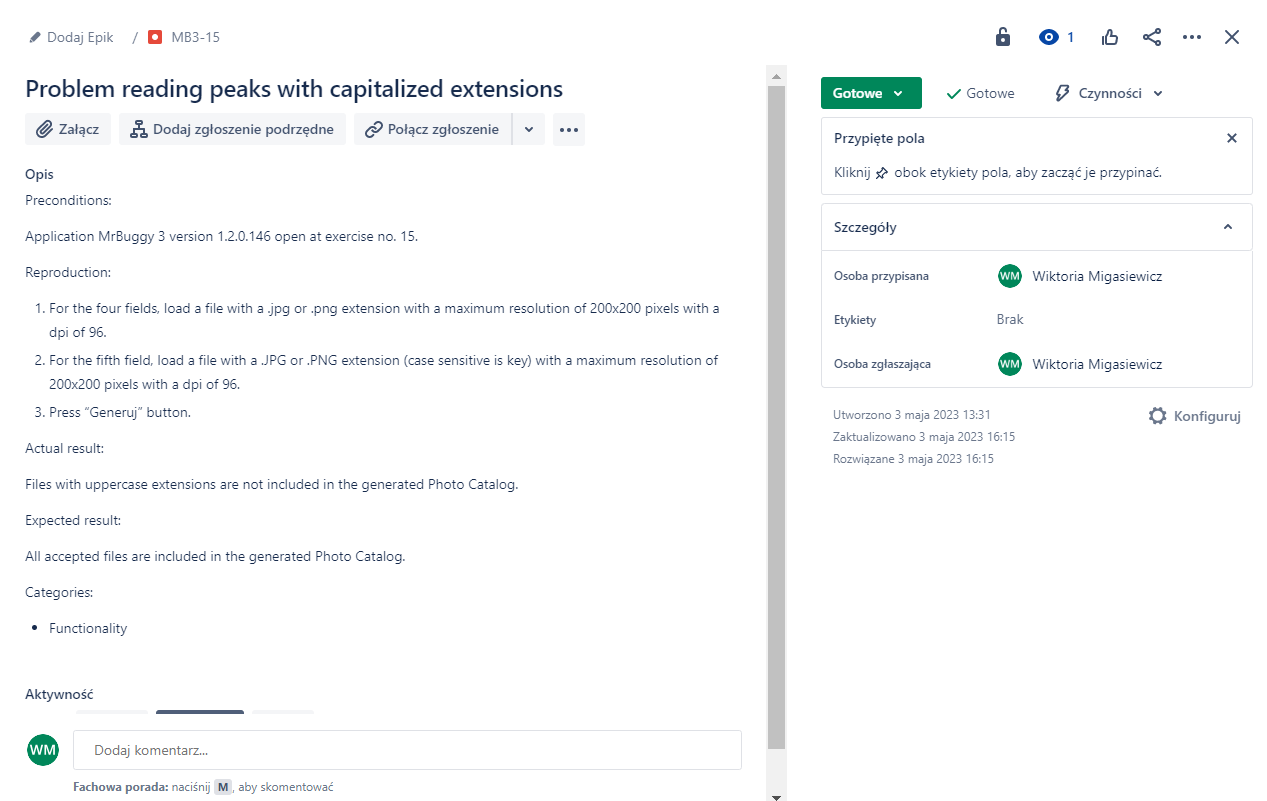 Dodaj Epik / MB3-15
1
Problem reading peaks with capitalized extensions
Załącz
Dodaj zgłoszenie podrzędne
Połącz zgłoszenie
Opis
Preconditions:
Application MrBuggy 3 version 1.2.0.146 open at exercise no. 15.
Reproduction:
1. For the four fields, load a file with a .jpg or .png extension with a maximum resolution of 200x200 pixels with a
dpi of 96.
2. For the fifth field, load a file with a .JPG or .PNG extension (case sensitive is key) with a maximum resolution of
200x200 pixels with a dpi of 96.
3. Press “Generuj” button.
Actual result:
Files with uppercase extensions are not included in the generated Photo Catalog.
Expected result:
All accepted files are included in the generated Photo Catalog.
Categories:
• Functionality
Aktywność
WM
Dodaj komentarz...
Fachowa porada: naciśnij M, aby skomentować
Gotowe
Gotowe
Czynności
Przypięte pola
Kliknij obok etykiety pola, aby zacząć je przypinać.
Szczegóły
Osoba przypisana
WM Wiktoria Migasiewicz
Etykiety
Brak
Osoba zgłaszająca
WM Wiktoria Migasiewicz
Utworzono 3 maja 2023 13:31
Zaktualizowano 3 maja 2023 16:15
Rozwiązane 3 maja 2023 16:15
Konfiguruj